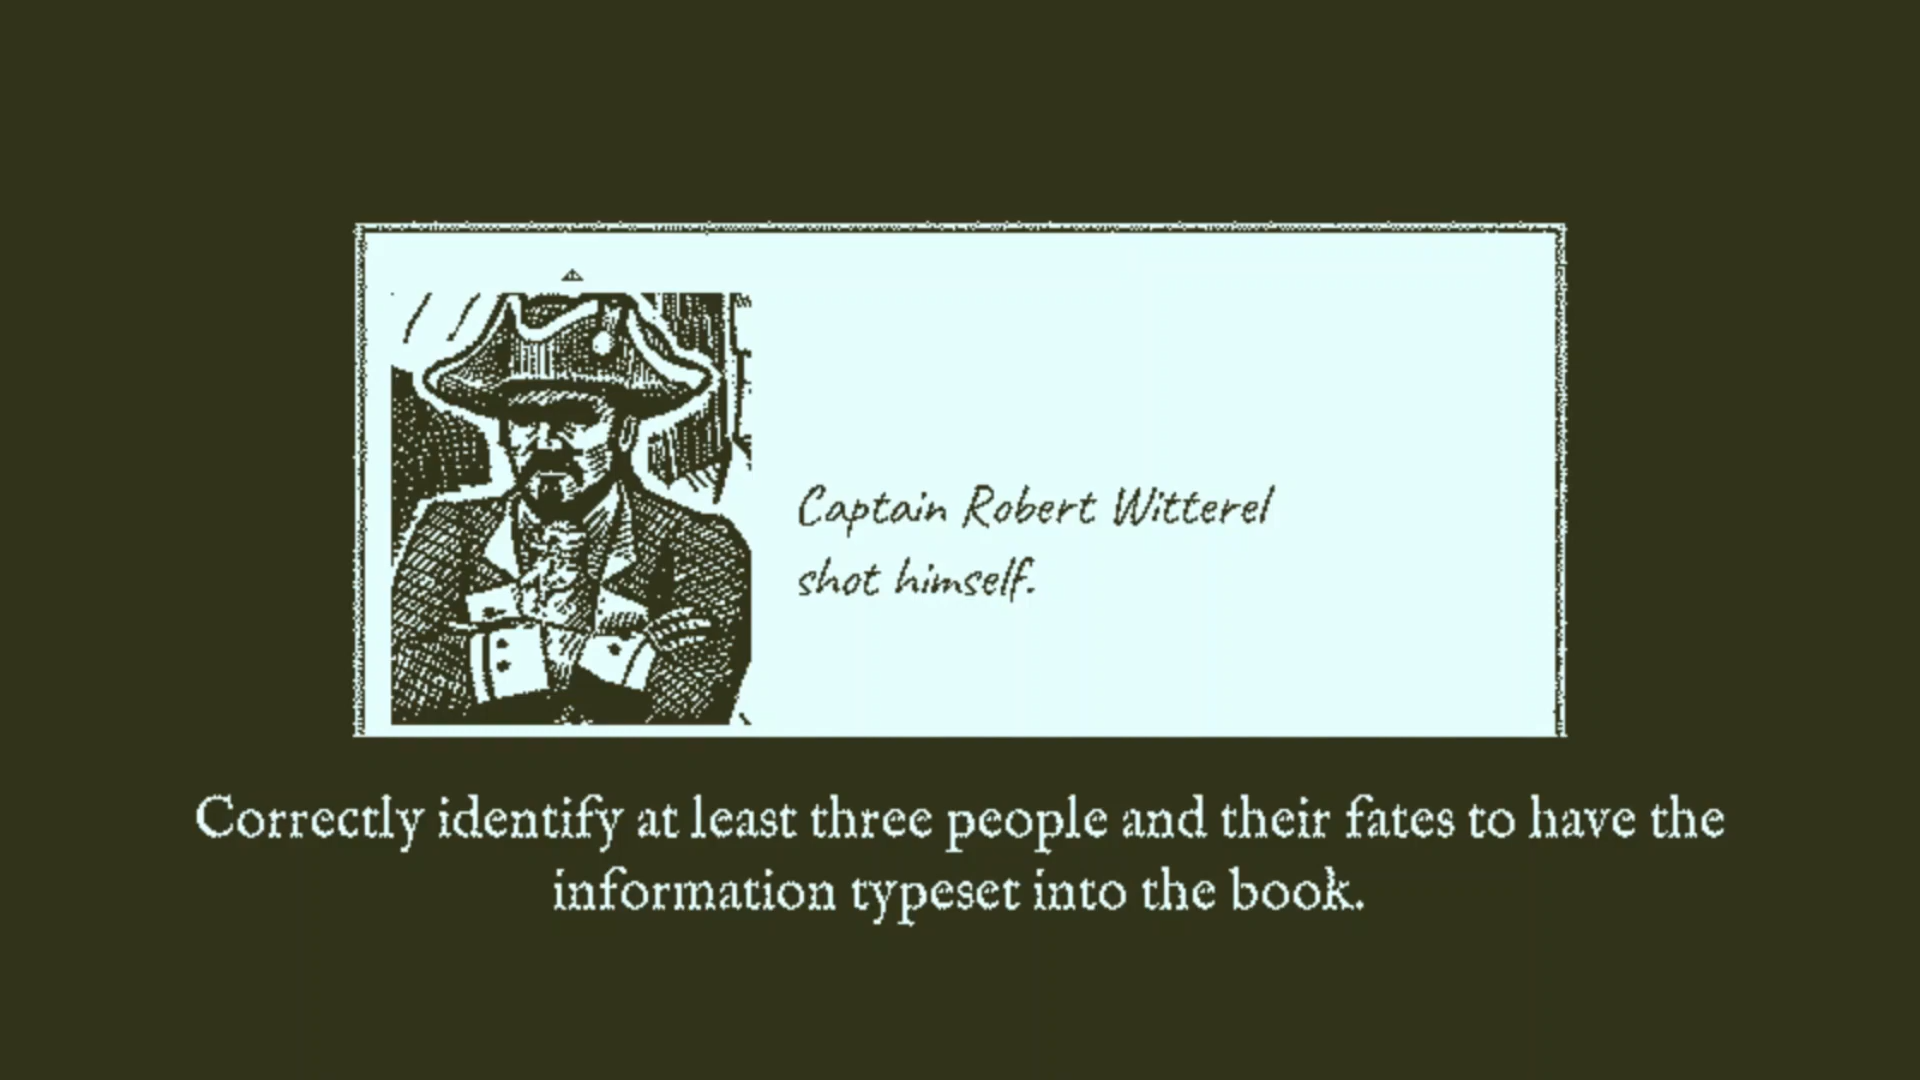 Captain Robert Witterel
shot himself.
Correctly identify at least three people and their fates to have the
information typeset into the book.